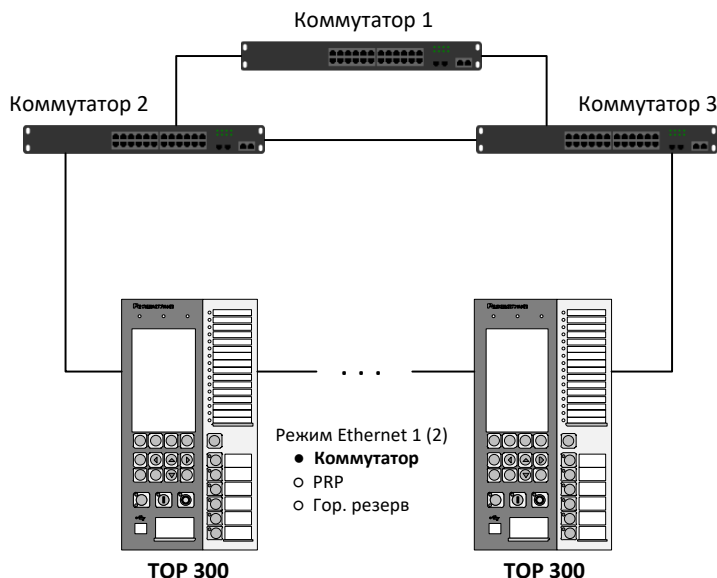 Коммутатор 1
Коммутатор 2
Коммутатор 3
. . .
Режим Ethernet 1 (2)
● Коммутатор
○ PRP
○ Гор. резерв
ТОР 300
ТОР 300